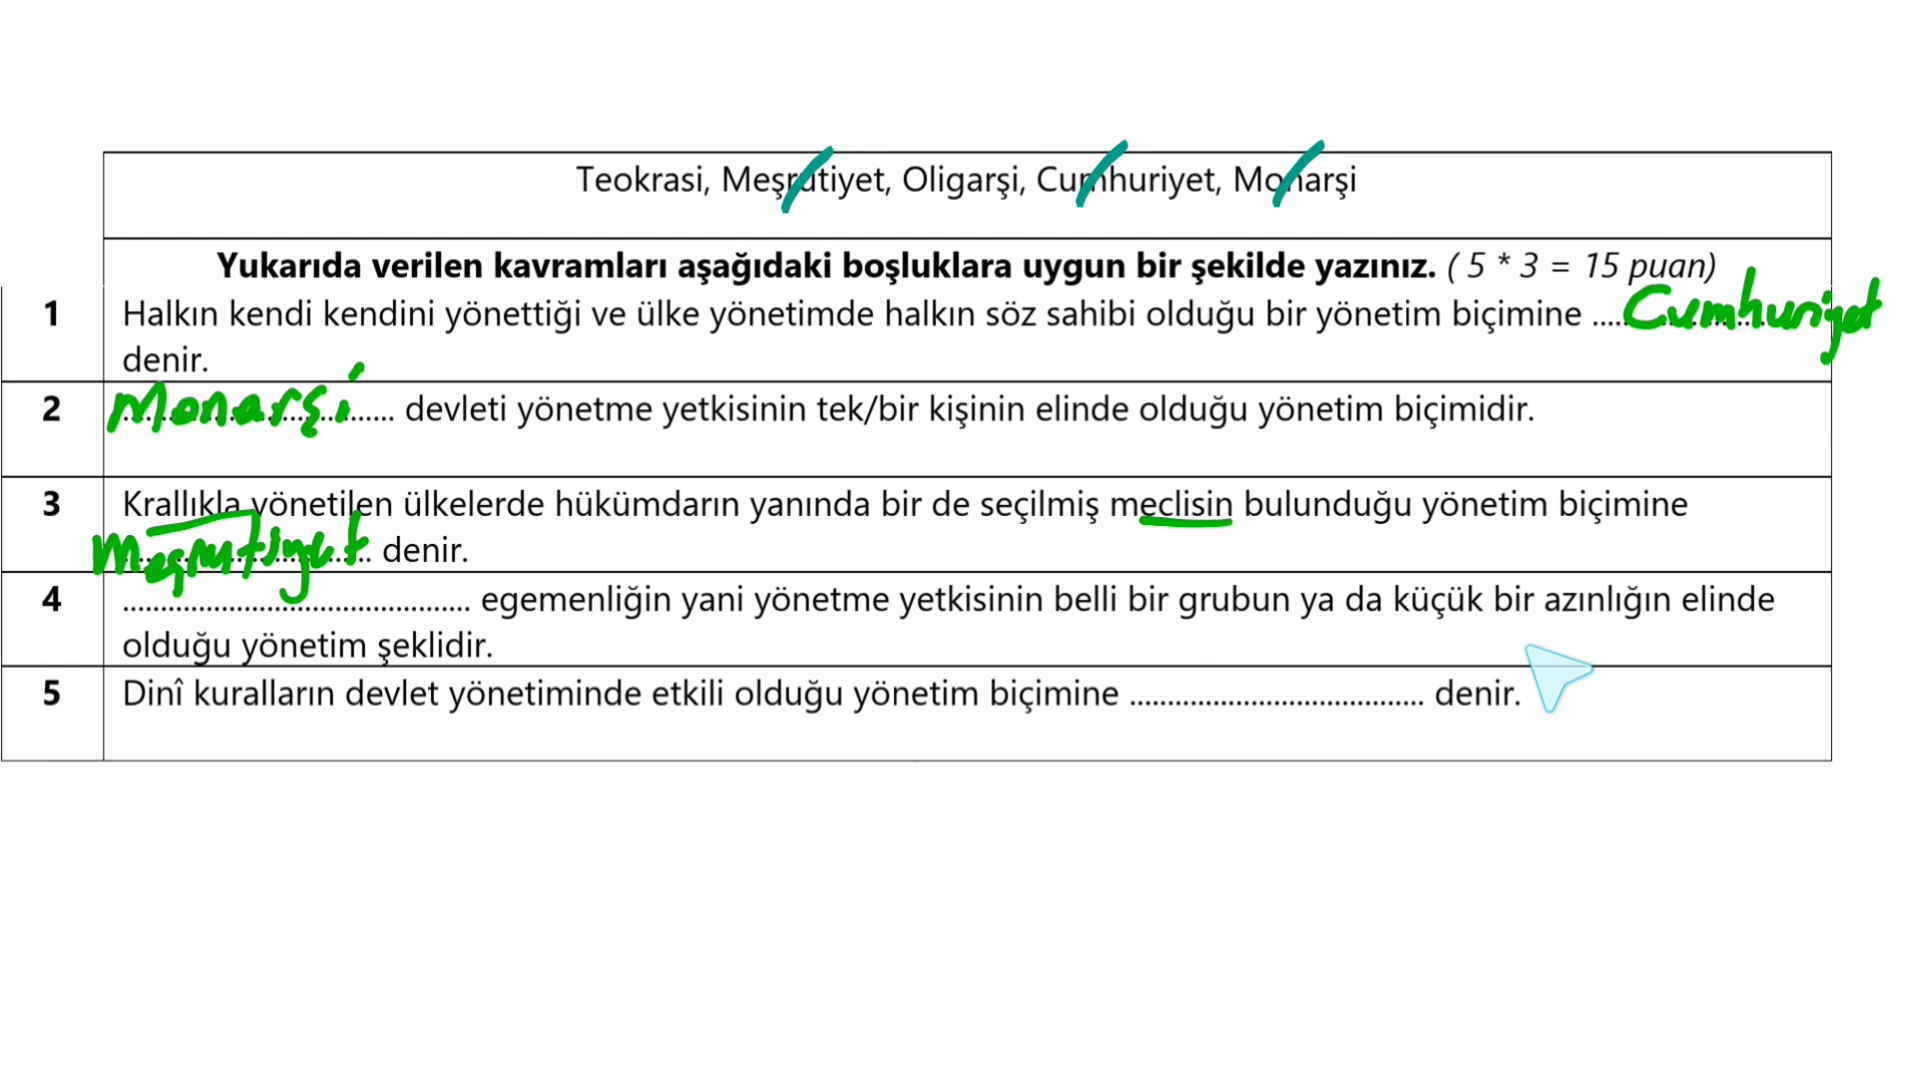 Teokrasi, Meşrutiyet, Oligarşi, Cumhuriyet, Monarşi
Yukarıda verilen kavramları aşağıdaki boşluklara uygun bir şekilde yazınız. ( 5 * 3 = 15 puan)
1 Halkın kendi kendini yönettiği ve ülke yönetimde halkın söz sahibi olduğu bir yönetim biçimine .... Cumhuriyet
denir.
2 Monarşi ........ devleti yönetme yetkisinin tek/bir kişinin elinde olduğu yönetim biçimidir.
3 Krallıkla yönetilen ülkelerde hükümdarın yanında bir de seçilmiş meclisin bulunduğu yönetim biçimine
Meşrutiyet denir.
4 .............................................. egemenliğin yani yönetme yetkisinin belli bir grubun ya da küçük bir azınlığın elinde
olduğu yönetim şeklidir.
5 Dinî kuralların devlet yönetiminde etkili olduğu yönetim biçimine ....................................... denir.